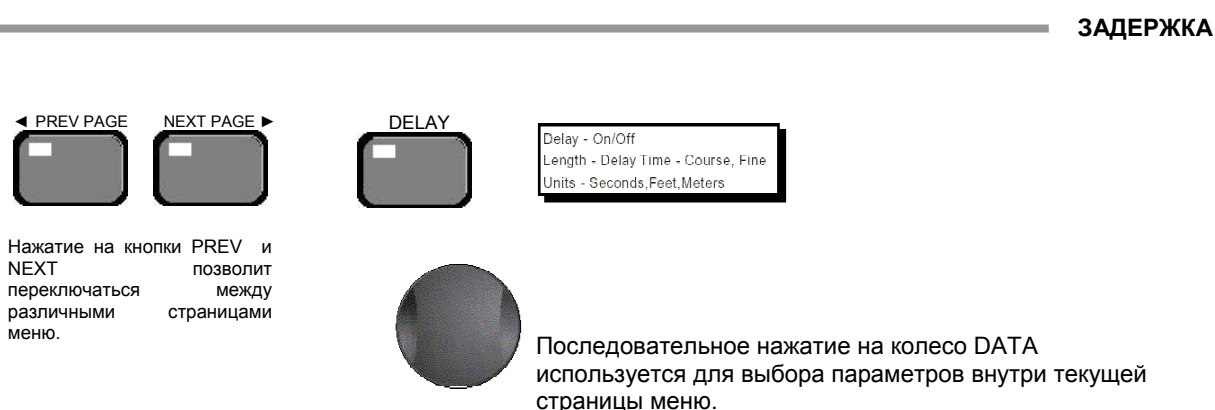 ЗАДЕРЖКА
◄ PREV PAGE
NEXT PAGE ►
DELAY
Delay - On/Off
Length - Delay Time - Course, Fine
Units - Seconds,Feet,Meters
Нажатие на кнопки PREV и
NEXT позволит
переключаться между
различными страницами
меню.
Последовательное нажатие на колесо DATA
используется для выбора параметров внутри текущей
страницы меню.